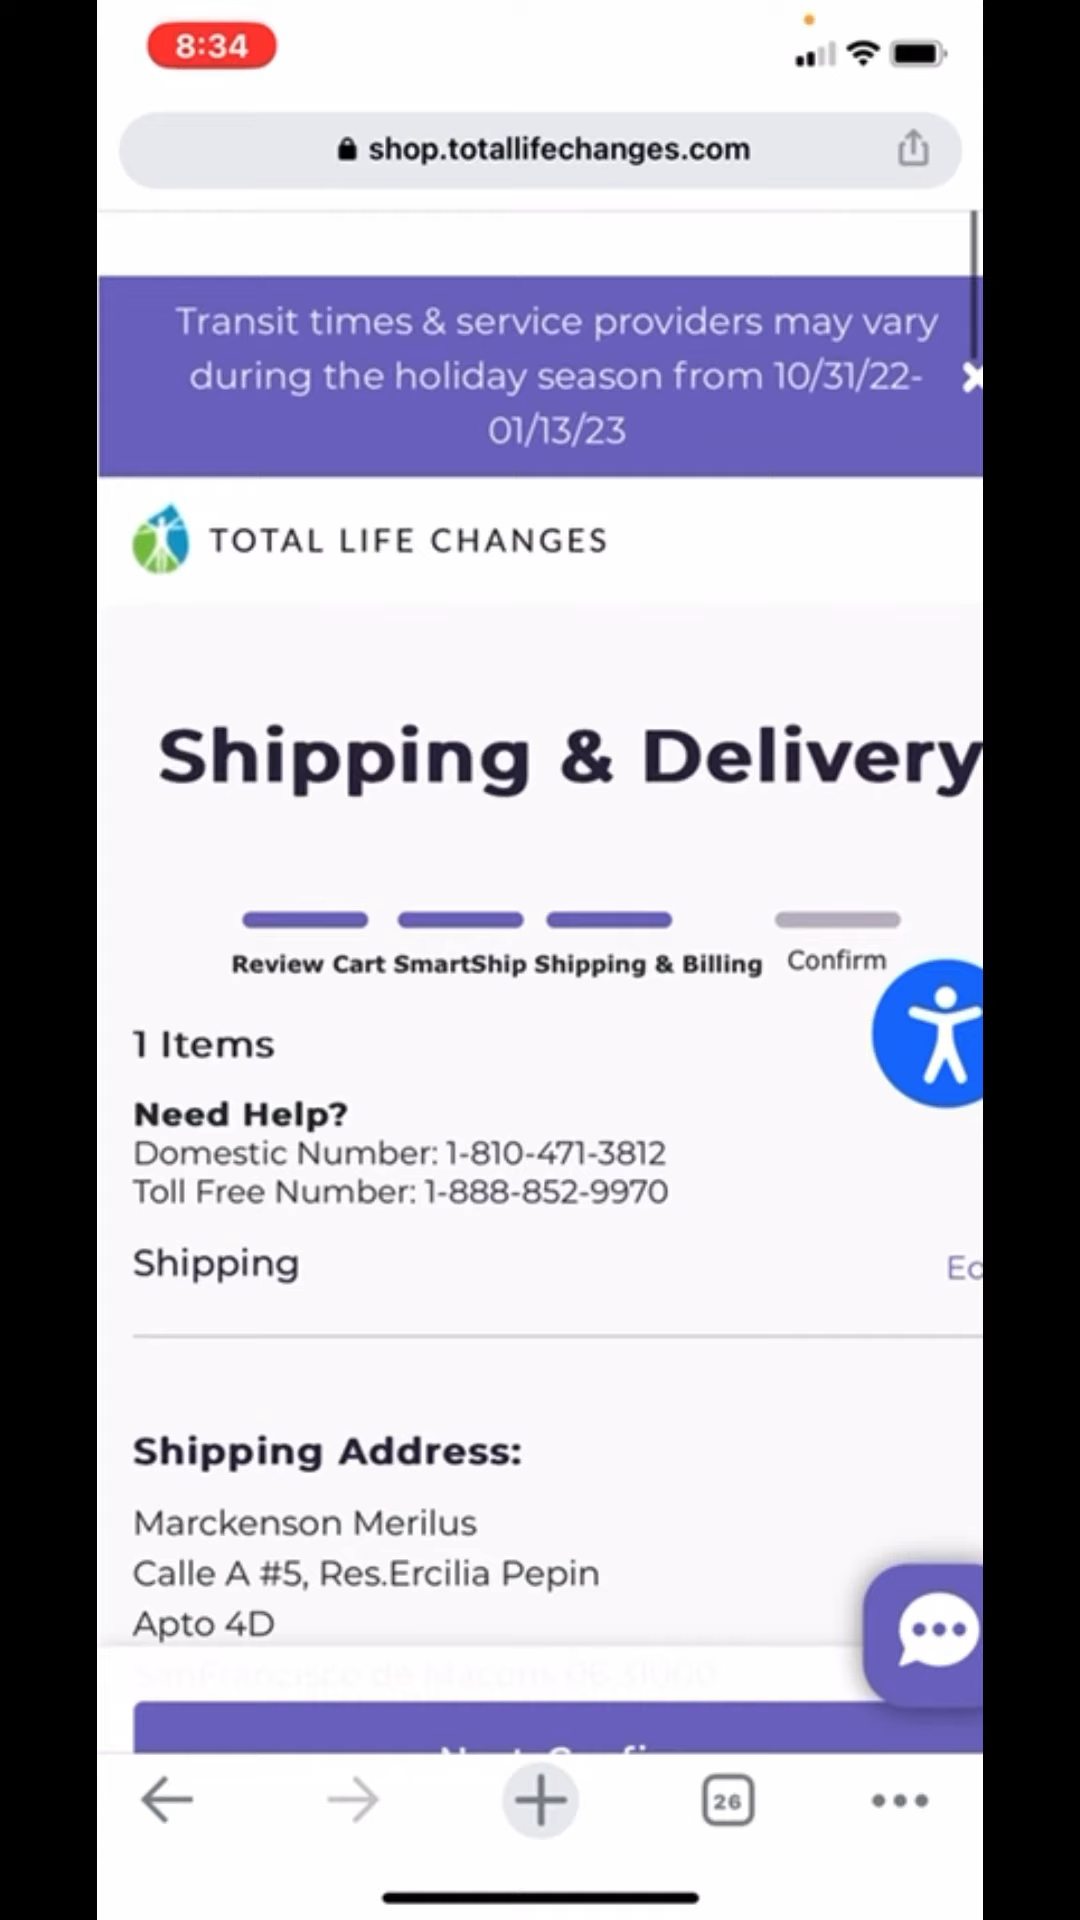 8:34
shop.totallifechanges.com
Transit times & service providers may vary
during the holiday season from 10/31/22-
01/13/23
TOTAL LIFE CHANGES
Shipping & Delivery
Review Cart SmartShip Shipping & Billing Confirm
1 Items
Need Help?
Domestic Number: 1-810-471-3812
Toll Free Number: 1-888-852-9970
Shipping
Shipping Address:
Marckenson Merilus
Calle A #5, Res.Ercilia Pepin
Apto 4D
26